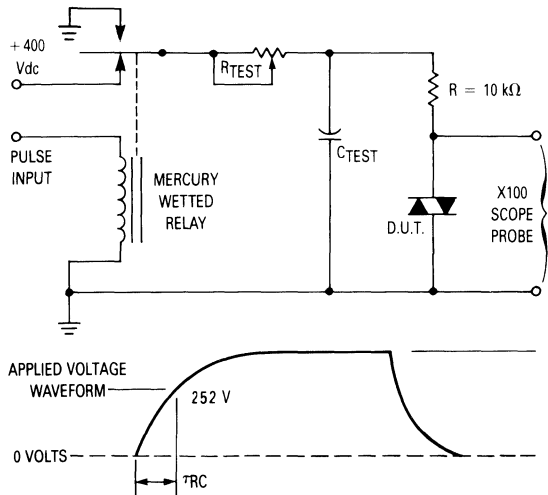 + 400
Vdc
RTEST
R = 10 kΩ
PULSE
INPUT
MERCURY
WETTED
RELAY
CTEST
D.U.T.
X100
SCOPE
PROBE
APPLIED VOLTAGE
WAVEFORM
252 V
0 VOLTS
τRC